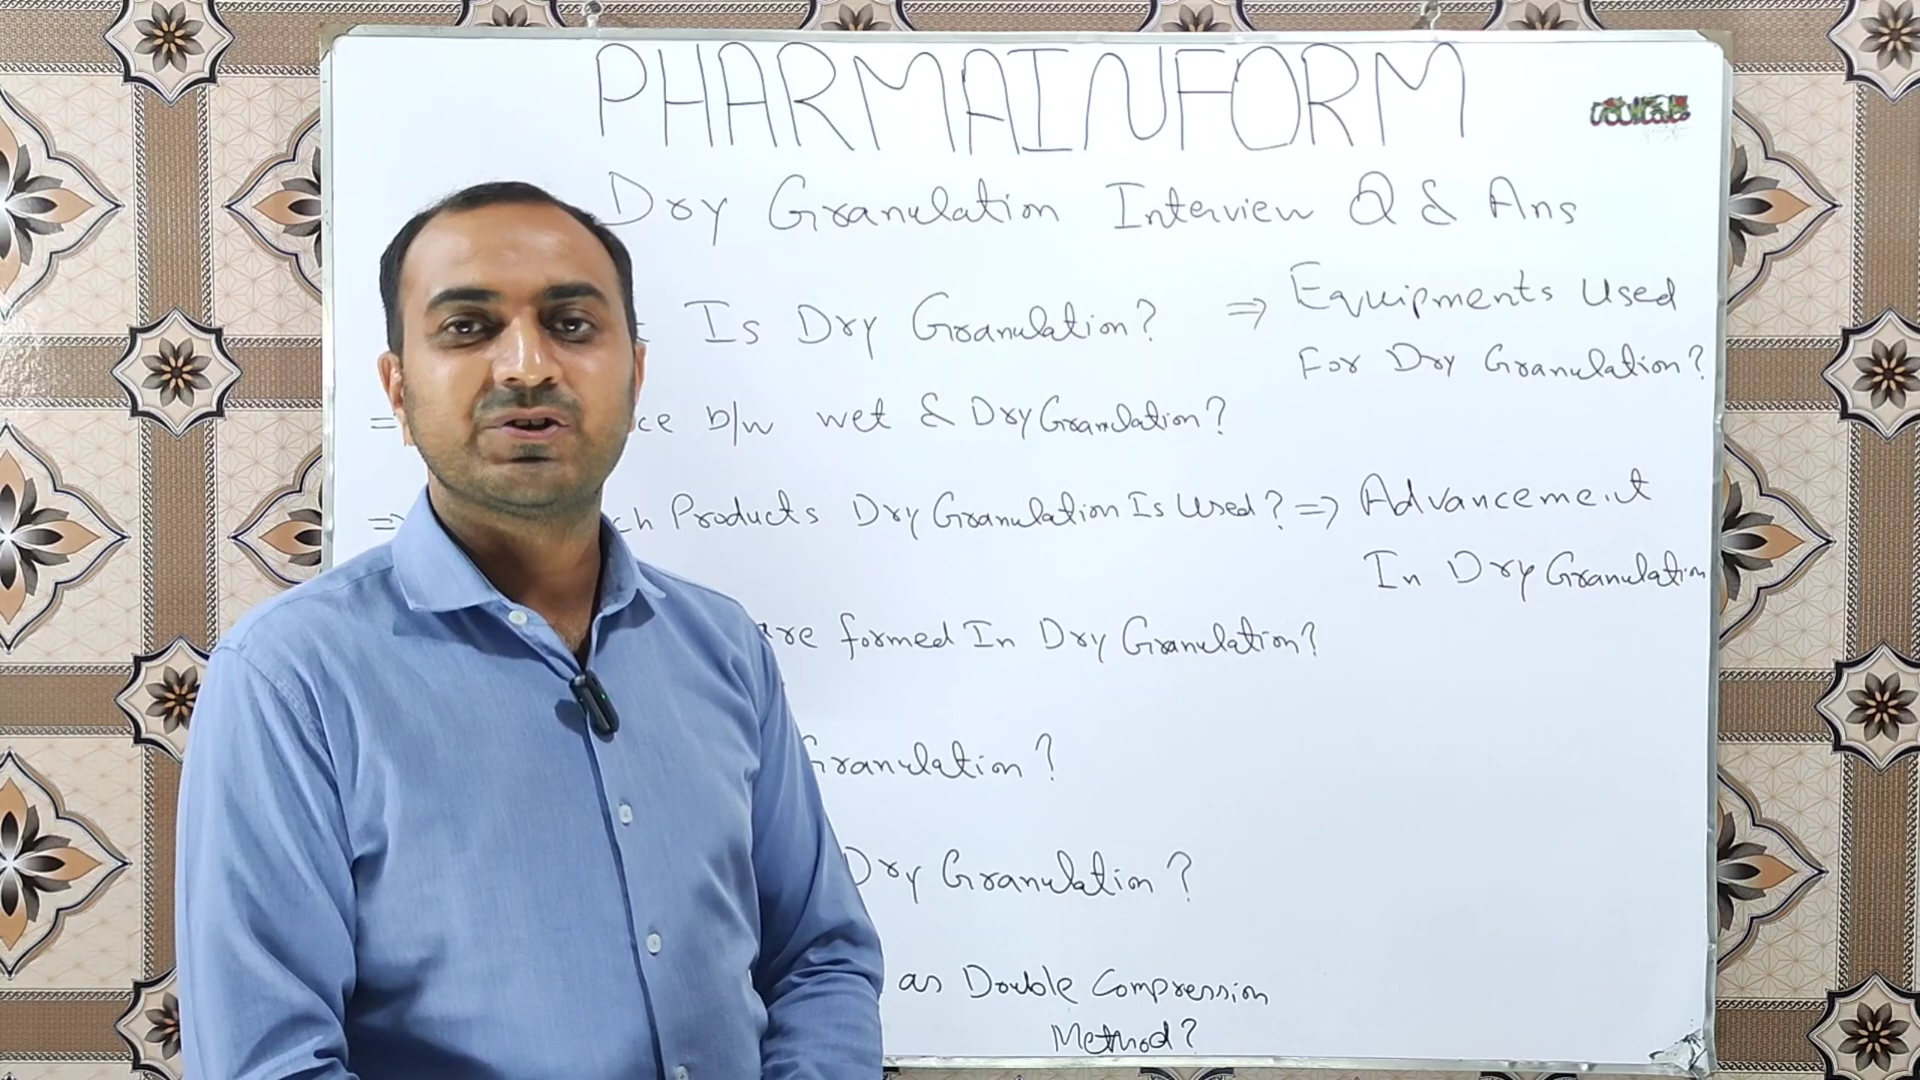 PHARMAINFORM
Dry Granulation Interview Q & Ans
Is Dry Granulation?
=> Equipments Used
For Dry Granulation?
ce b/w wet & Dry Granulation?
=> ch Products Dry Granulation Is Used?
=> Advancement
In Dry Granulation
are formed In Dry Granulation?
Granulation?
Dry Granulation?
as Double Compression
Method?